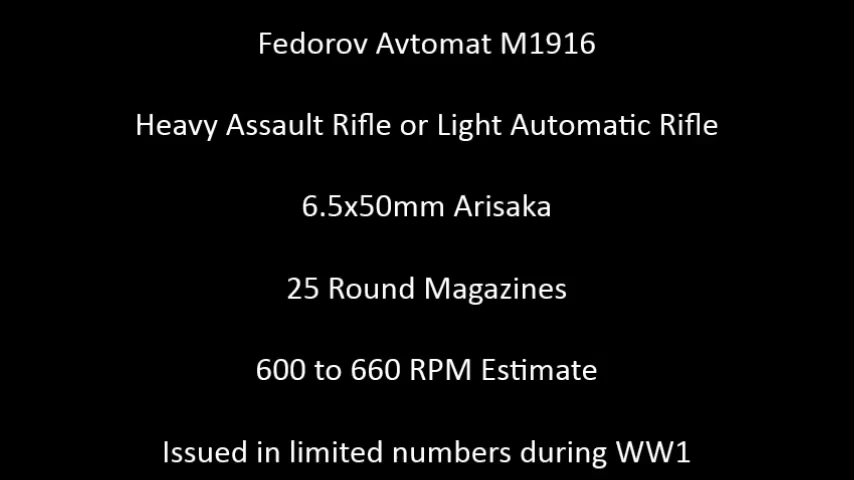 Fedorov Avtomat M1916
Heavy Assault Rifle or Light Automatic Rifle
6.5x50mm Arisaka
25 Round Magazines
600 to 660 RPM Estimate
Issued in limited numbers during WW1